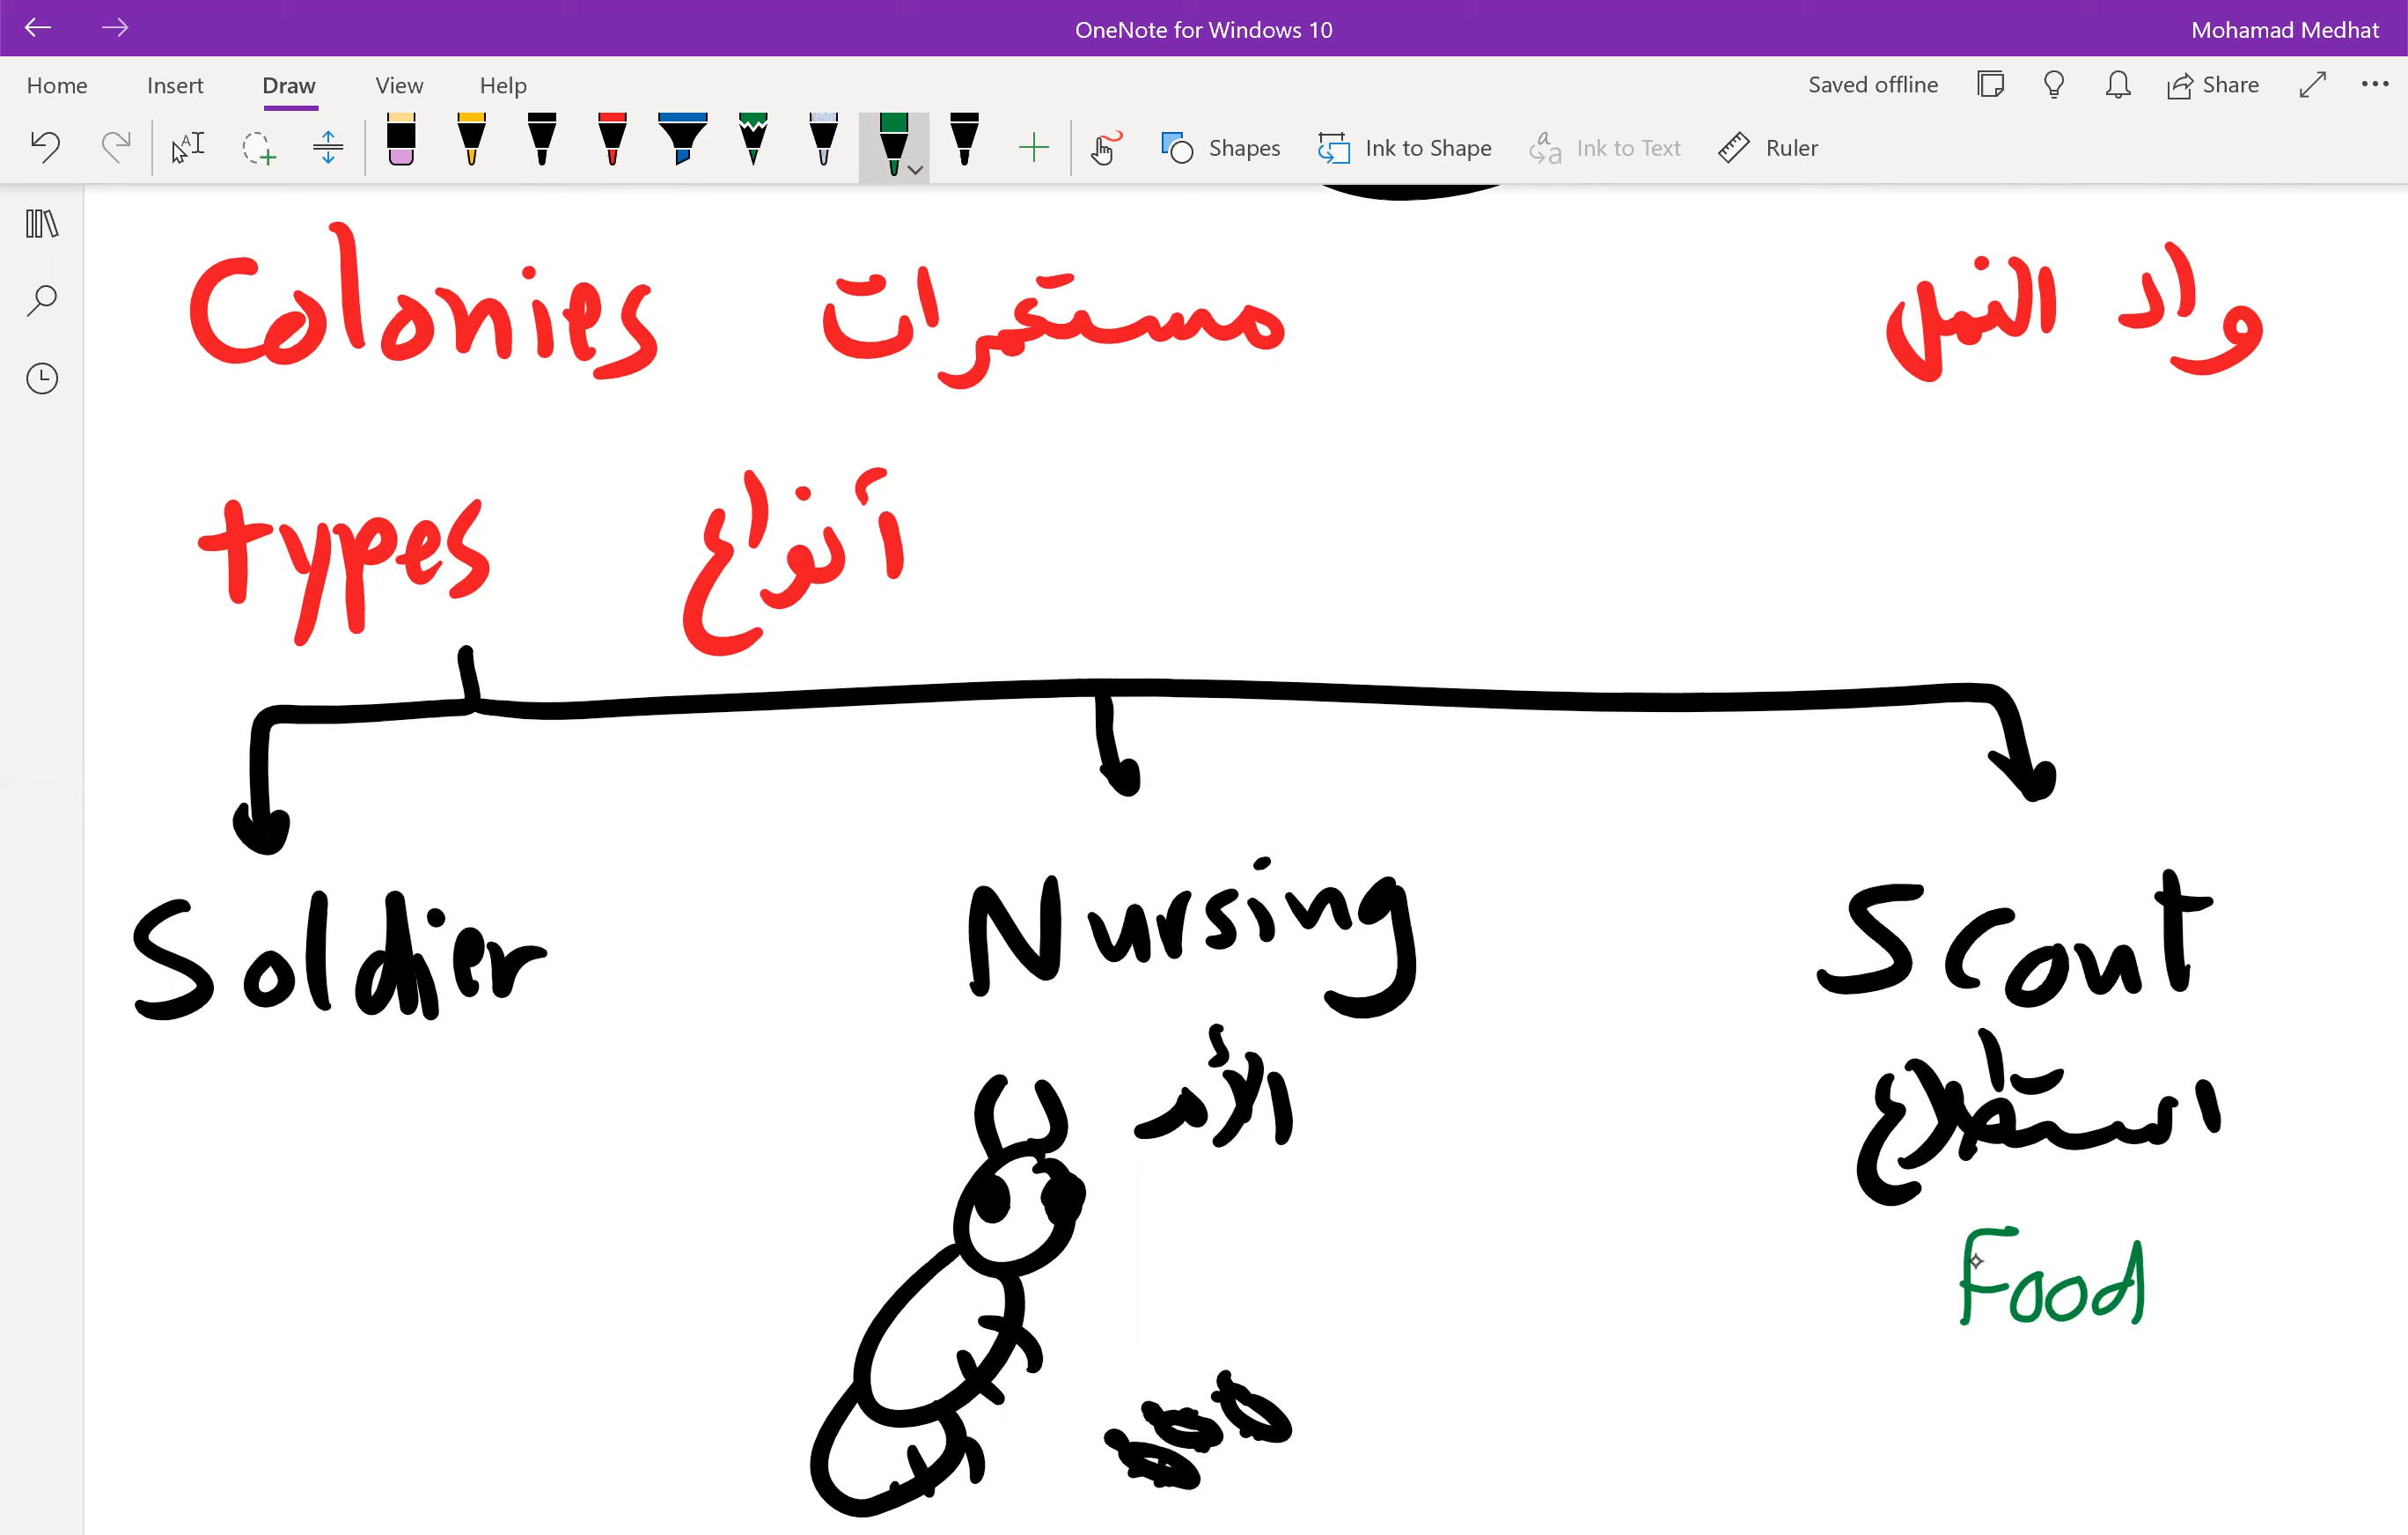 OneNote for Windows 10
Mohamad Medhat
Home Insert Draw View Help
Saved offline Share
Shapes Ink to Shape Ink to Text Ruler
Colonies مستعمرات واد النمل
types أنواع
Soldier Nursing Scout
الأم استطلاع
Food